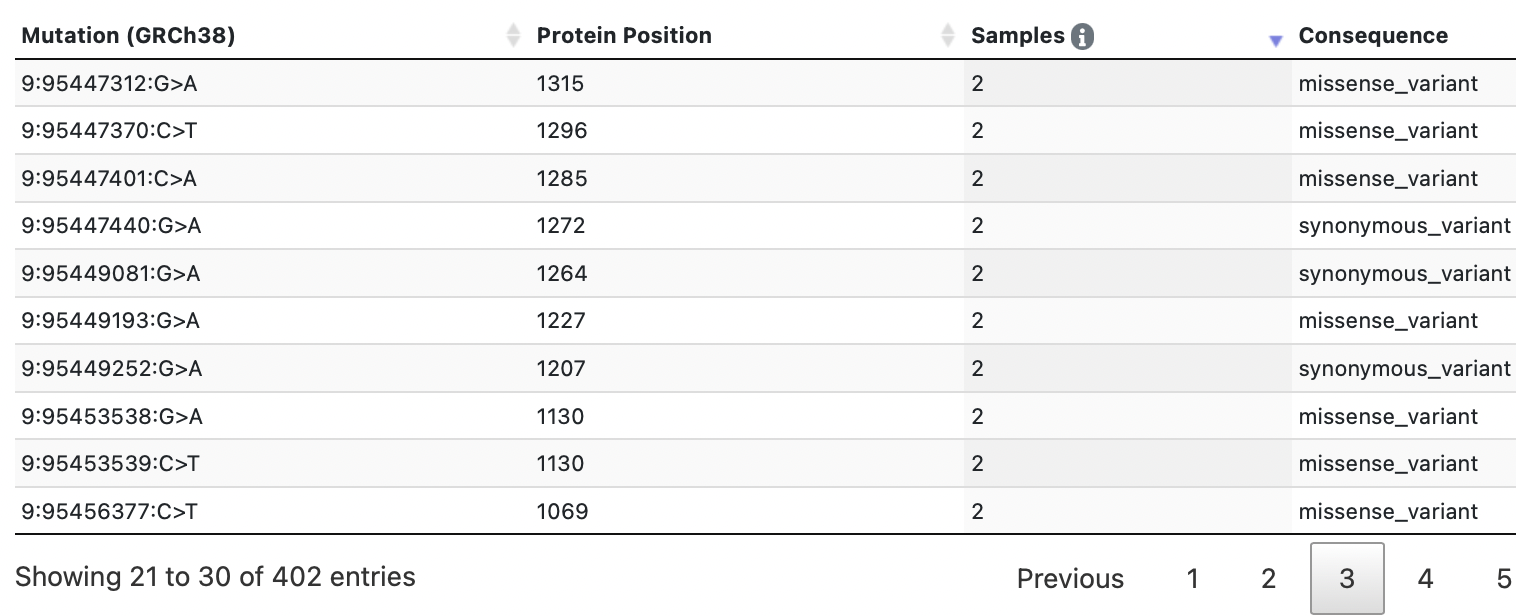 Mutation (GRCh38) Protein Position Samples Consequence
9:95447312:G>A 1315 2 missense_variant
9:95447370:C>T 1296 2 missense_variant
9:95447401:C>A 1285 2 missense_variant
9:95447440:G>A 1272 2 synonymous_variant
9:95449081:G>A 1264 2 synonymous_variant
9:95449193:G>A 1227 2 missense_variant
9:95449252:G>A 1207 2 synonymous_variant
9:95453538:G>A 1130 2 missense_variant
9:95453539:C>T 1130 2 missense_variant
9:95456377:C>T 1069 2 missense_variant
Showing 21 to 30 of 402 entries Previous 1 2 3 4 5